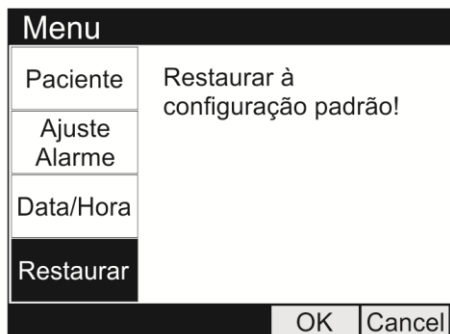 Menu
Paciente
Ajuste
Alarme
Data/Hora
Restaurar
Restaurar à
configuração padrão!
OK
Cancel